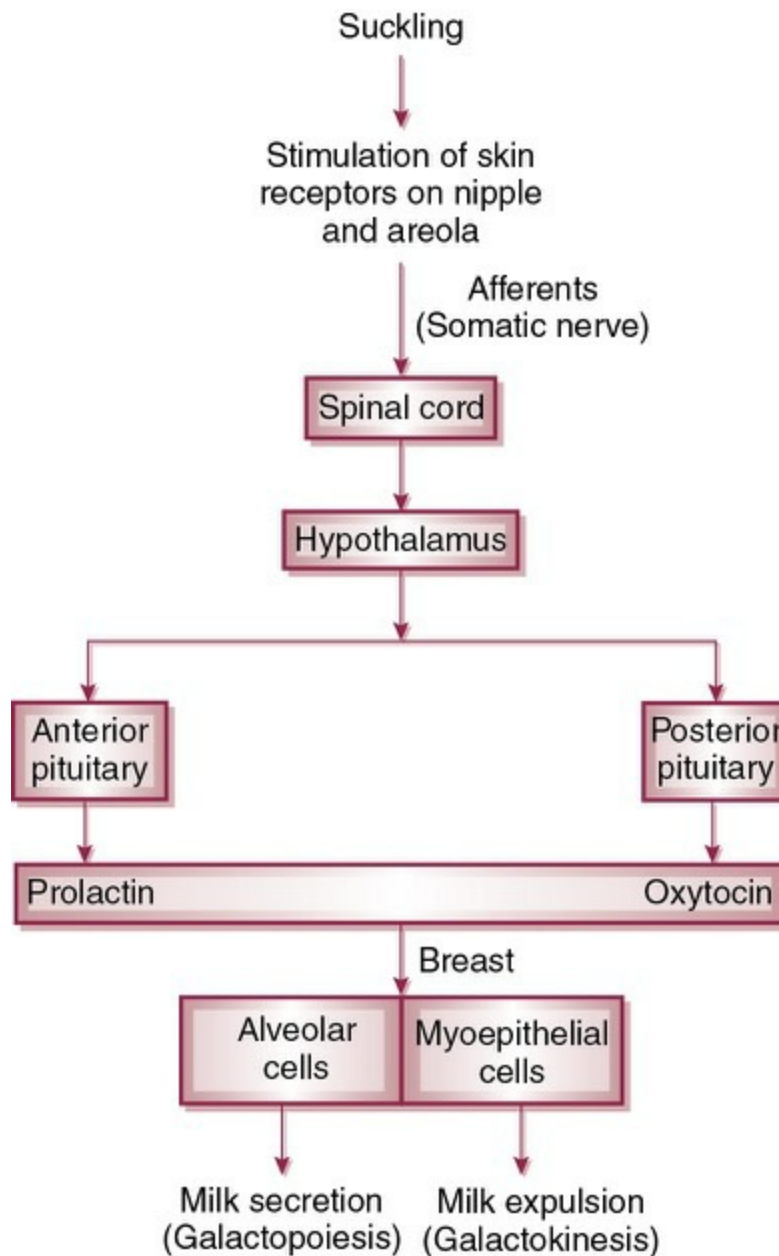 Suckling
Stimulation of skin
receptors on nipple
and areola
Afferents
(Somatic nerve)
Spinal cord
Hypothalamus
Anterior
pituitary
Posterior
pituitary
Prolactin
Oxytocin
Breast
Alveolar
cells
Myoepithelial
cells
Milk secretion
(Galactopoiesis)
Milk expulsion
(Galactokinesis)